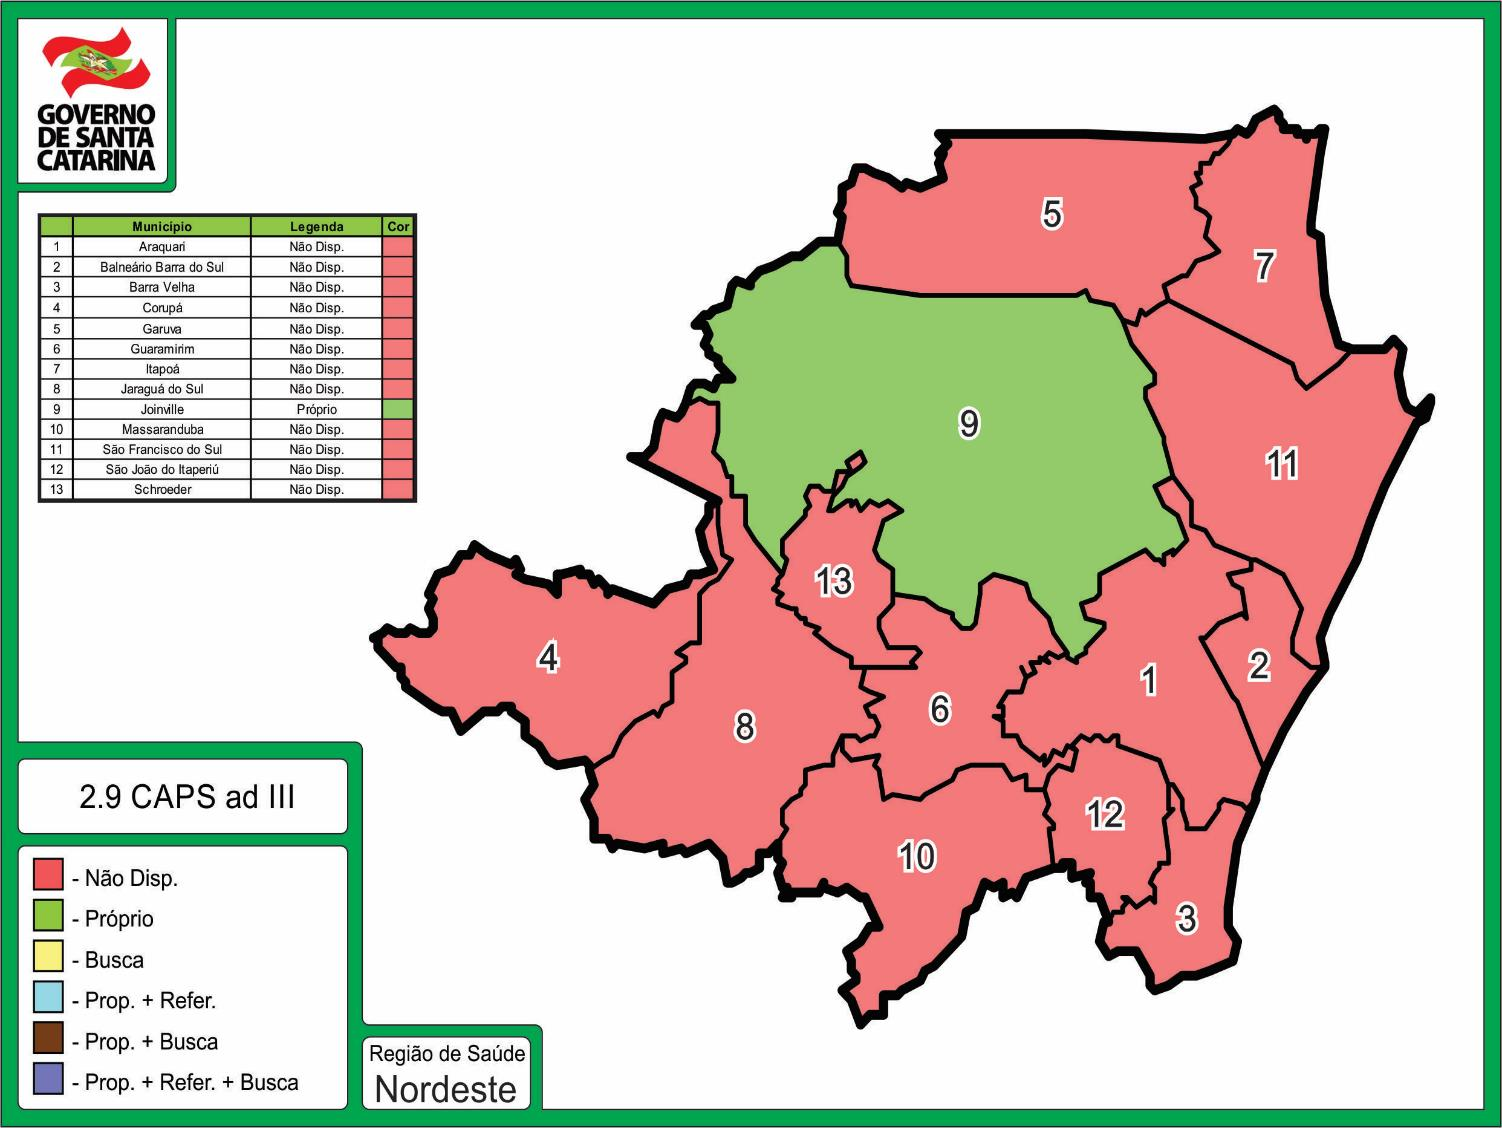 GOVERNO
DE SANTA
CATARINA
Município Legenda Cor
1 Araquari Não Disp.
2 Balneário Barra do Sul Não Disp.
3 Barra Velha Não Disp.
4 Corupá Não Disp.
5 Garuva Não Disp.
6 Guaramirim Não Disp.
7 Itapoá Não Disp.
8 Jaraguá do Sul Não Disp.
9 Joinville Próprio
10 Massaranduba Não Disp.
11 São Francisco do Sul Não Disp.
12 São João do Itaperiú Não Disp.
13 Schroeder Não Disp.
5
7
9
11
13
4
2
1
6
8
12
10
3
2.9 CAPS ad III
- Não Disp.
- Próprio
- Busca
- Prop. + Refer.
- Prop. + Busca
- Prop. + Refer. + Busca
Região de Saúde
Nordeste